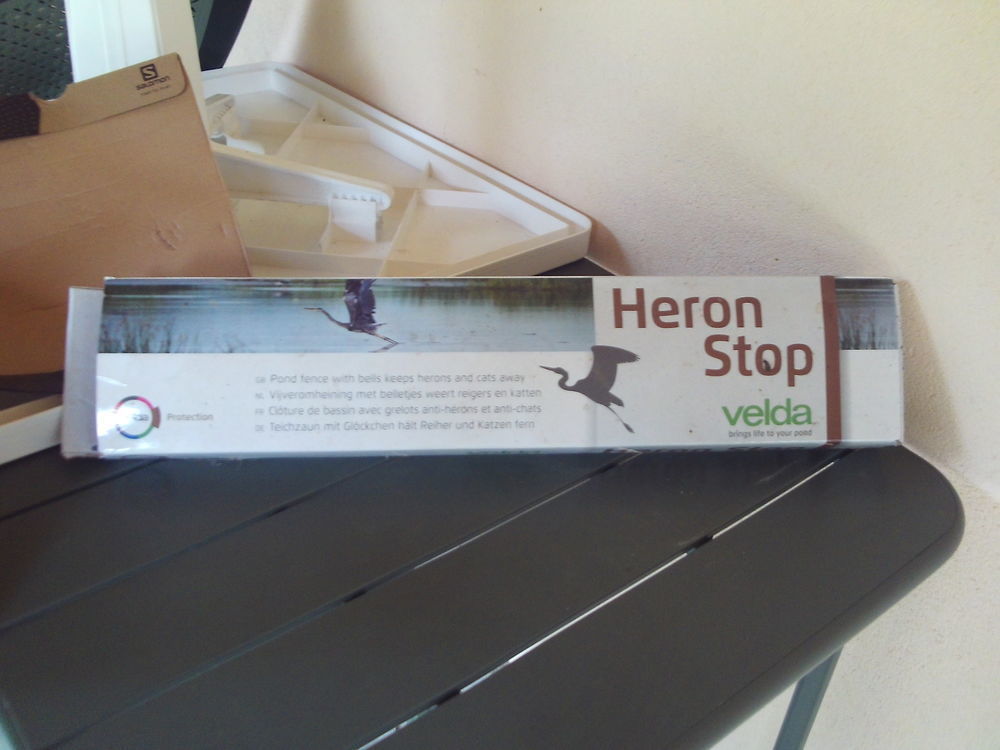 S
salomon
Heron
Stop
GB Pond fence with bells keeps herons and cats away
NL Vijveromheining met belletjes weert reigers en katten
FR Clôture de bassin avec grelots anti-hérons et anti-chats
DE Teichzaun mit Glöckchen hält Reiher und Katzen fern
Protection
velda
brings life to your pond